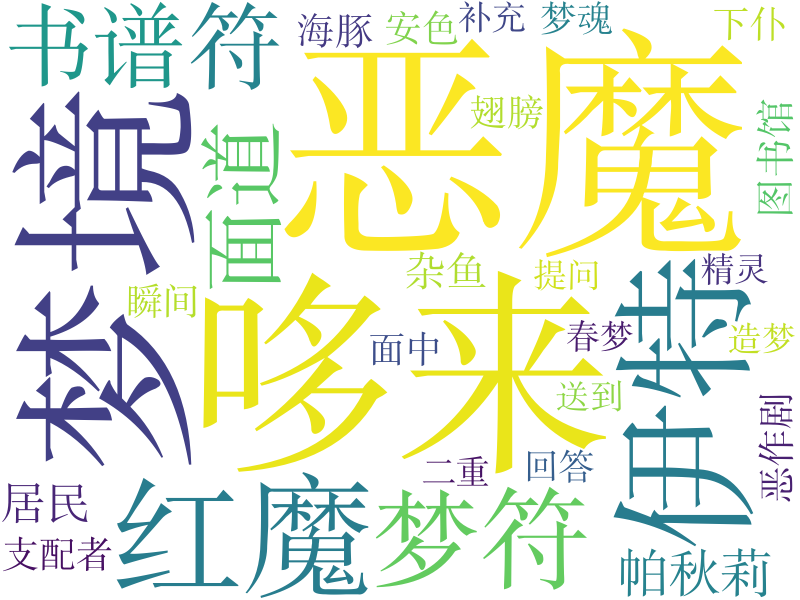 书谱符
海豚
安色
补充
梦魂
下仆
恶魔
翅膀
图书馆
梦境
面道
杂鱼
提问
精灵
瞬间
哆来
伊特
面中
春梦
造梦
送到
恶作剧
二重
回答
居民
支配者
红魔
梦符
帕秋莉